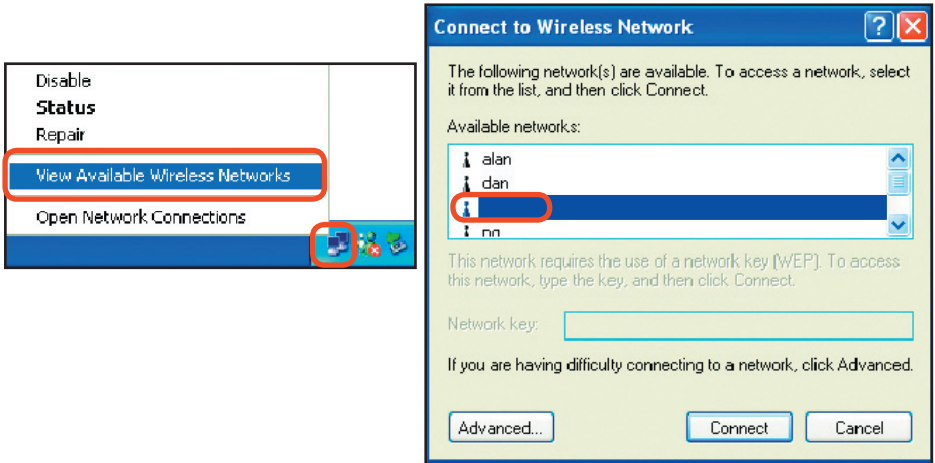 Disable
Status
Repair
View Available Wireless Networks
Open Network Connections
Connect to Wireless Network
The following network(s) are available. To access a network, select
it from the list, and then click Connect.
Available networks:
alan
dan
This network requires the use of a network key (WEP). To access
this network, type the key, and then click Connect.
Network key:
If you are having difficulty connecting to a network, click Advanced.
Advanced...
Connect
Cancel